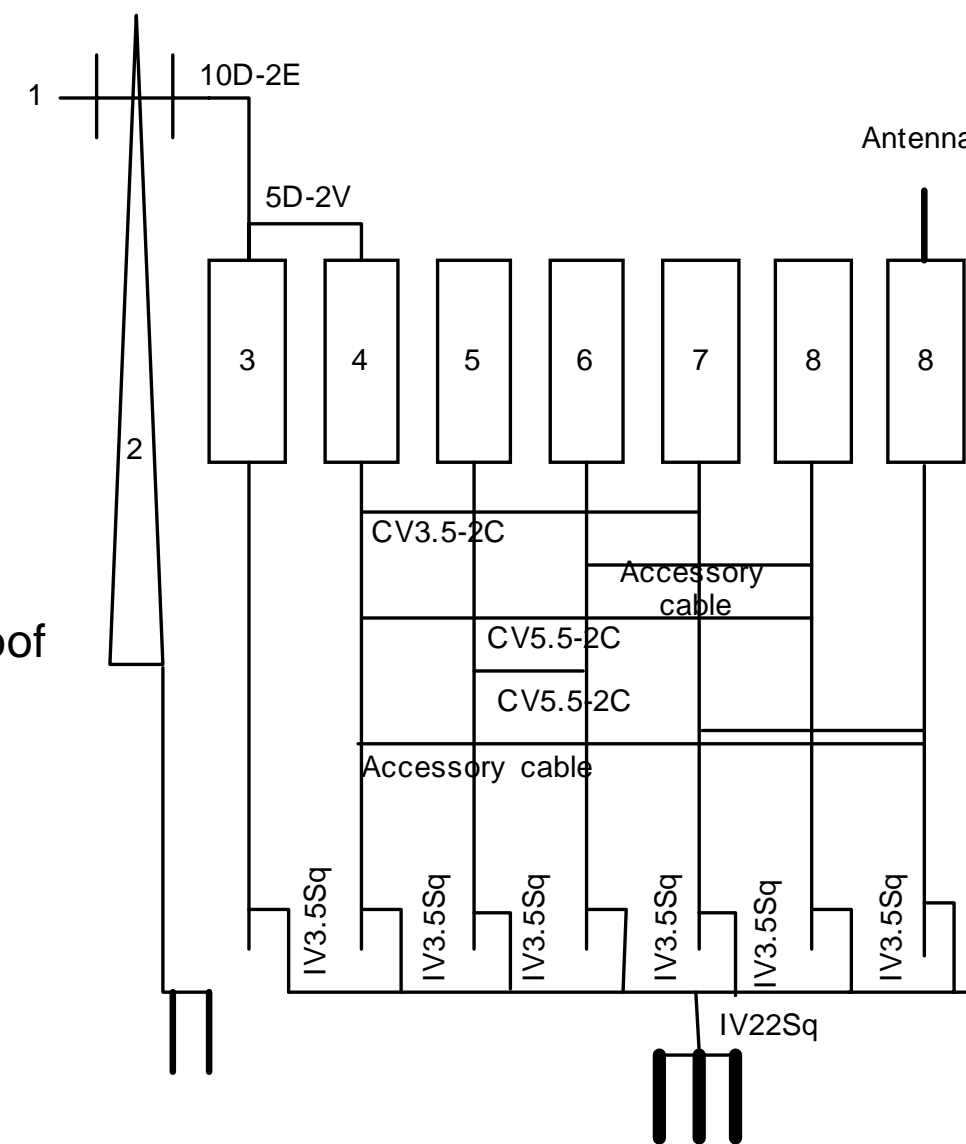 10D-2E
1
Antenna
5D-2V
3
4
5
6
7
8
8
2
CV3.5-2C
Accessory
cable
CV5.5-2C
oof
CV5.5-2C
Accessory cable
IV3.5Sq
IV3.5Sq
IV3.5Sq
IV3.5Sq
IV3.5Sq
IV3.5Sq
IV22Sq